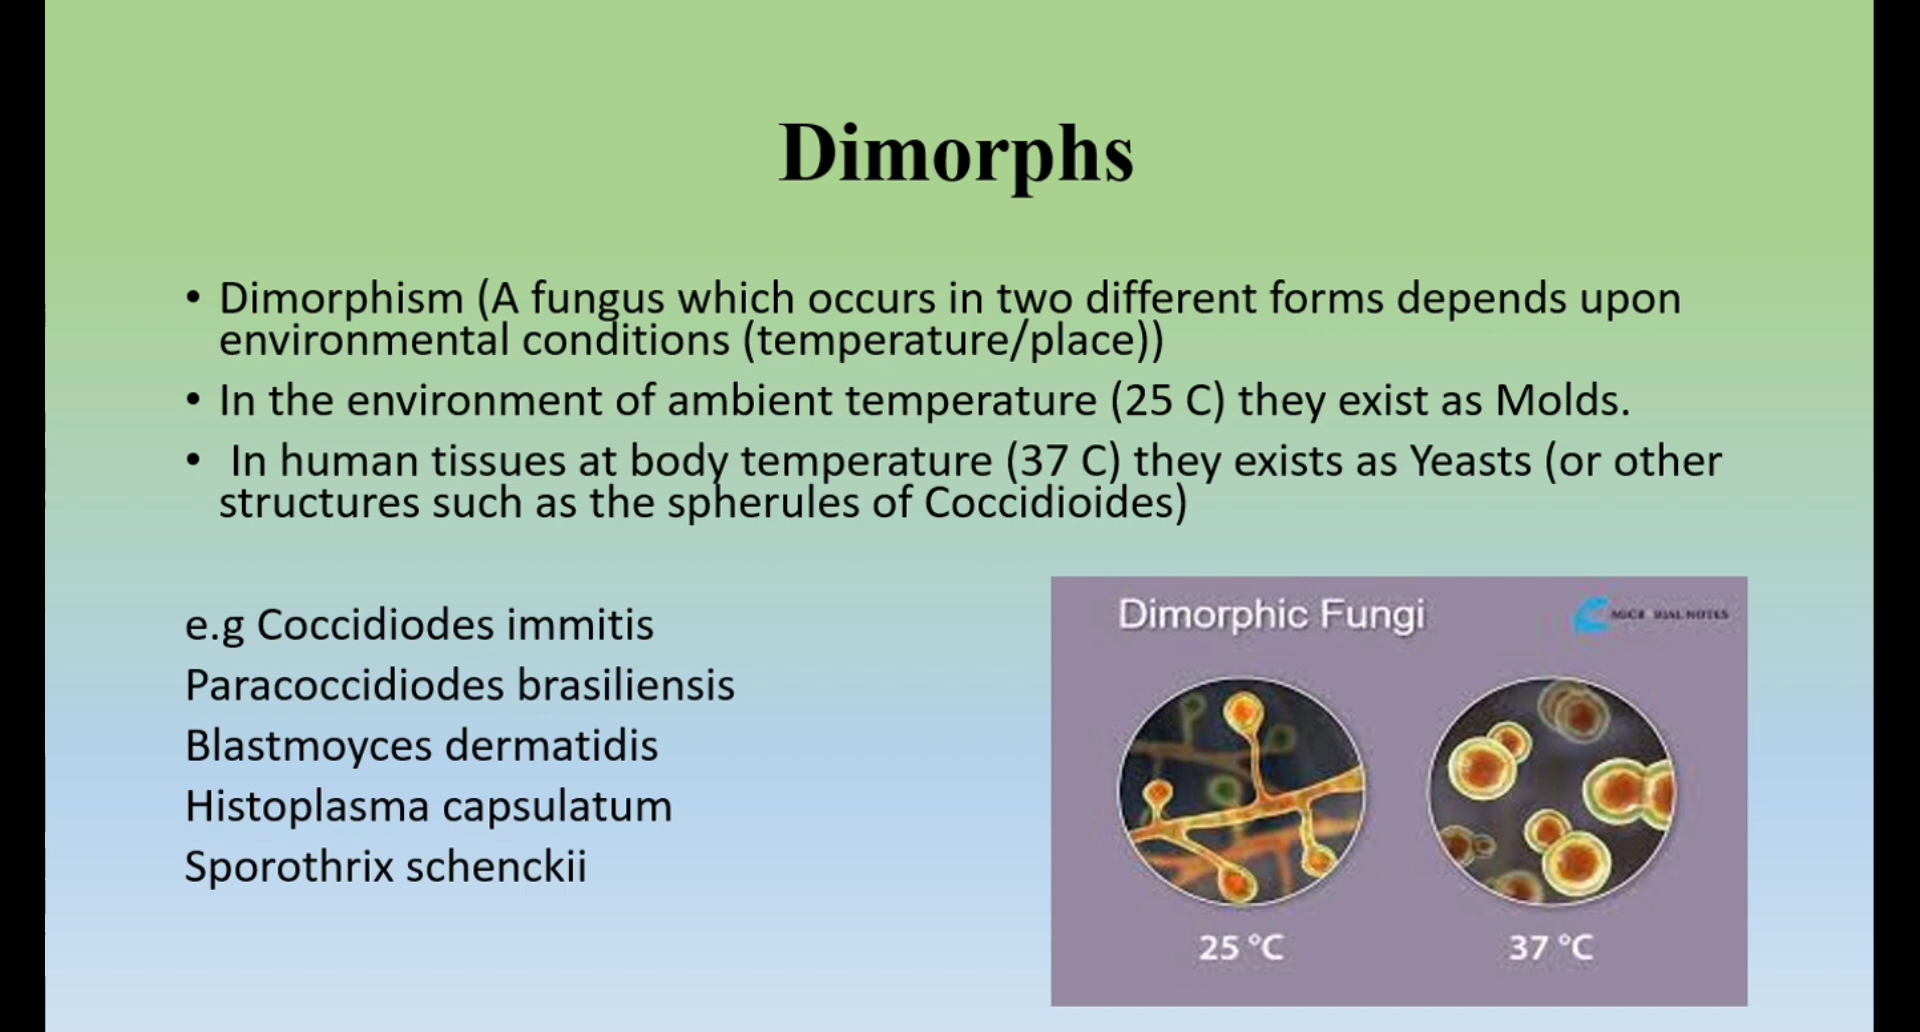 Dimorphs
• Dimorphism (A fungus which occurs in two different forms depends upon
environmental conditions (temperature/place))
• In the environment of ambient temperature (25 C) they exist as Molds.
• In human tissues at body temperature (37 C) they exists as Yeasts (or other
structures such as the spherules of Coccidioides)
e.g Coccidiodes immitis
Paracoccidiodes brasiliensis
Blastmoyces dermatidis
Histoplasma capsulatum
Sporothrix schenckii
Dimorphic Fungi
NOTES
25 °C
37 °C